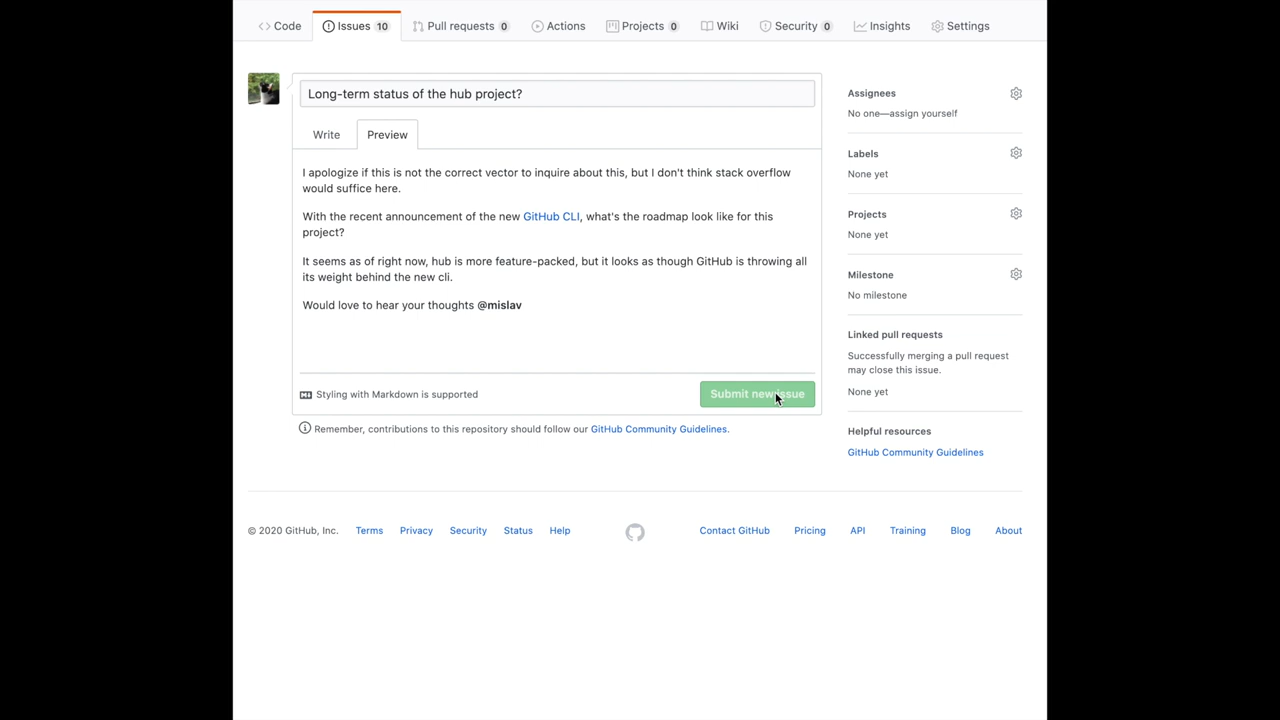 Code Issues 10 Pull requests 0 Actions Projects 0 Wiki Security 0 Insights Settings
Long-term status of the hub project?
Write Preview
I apologize if this is not the correct vector to inquire about this, but I don't think stack overflow
would suffice here.
With the recent announcement of the new GitHub CLI, what's the roadmap look like for this
project?
It seems as of right now, hub is more feature-packed, but it looks as though GitHub is throwing all
its weight behind the new cli.
Would love to hear your thoughts @mislav
Styling with Markdown is supported
Submit new issue
Remember, contributions to this repository should follow our GitHub Community Guidelines.
Assignees
No one—assign yourself
Labels
None yet
Projects
None yet
Milestone
No milestone
Linked pull requests
Successfully merging a pull request
may close this issue.
None yet
Helpful resources
GitHub Community Guidelines
© 2020 GitHub, Inc. Terms Privacy Security Status Help Contact GitHub Pricing API Training Blog About